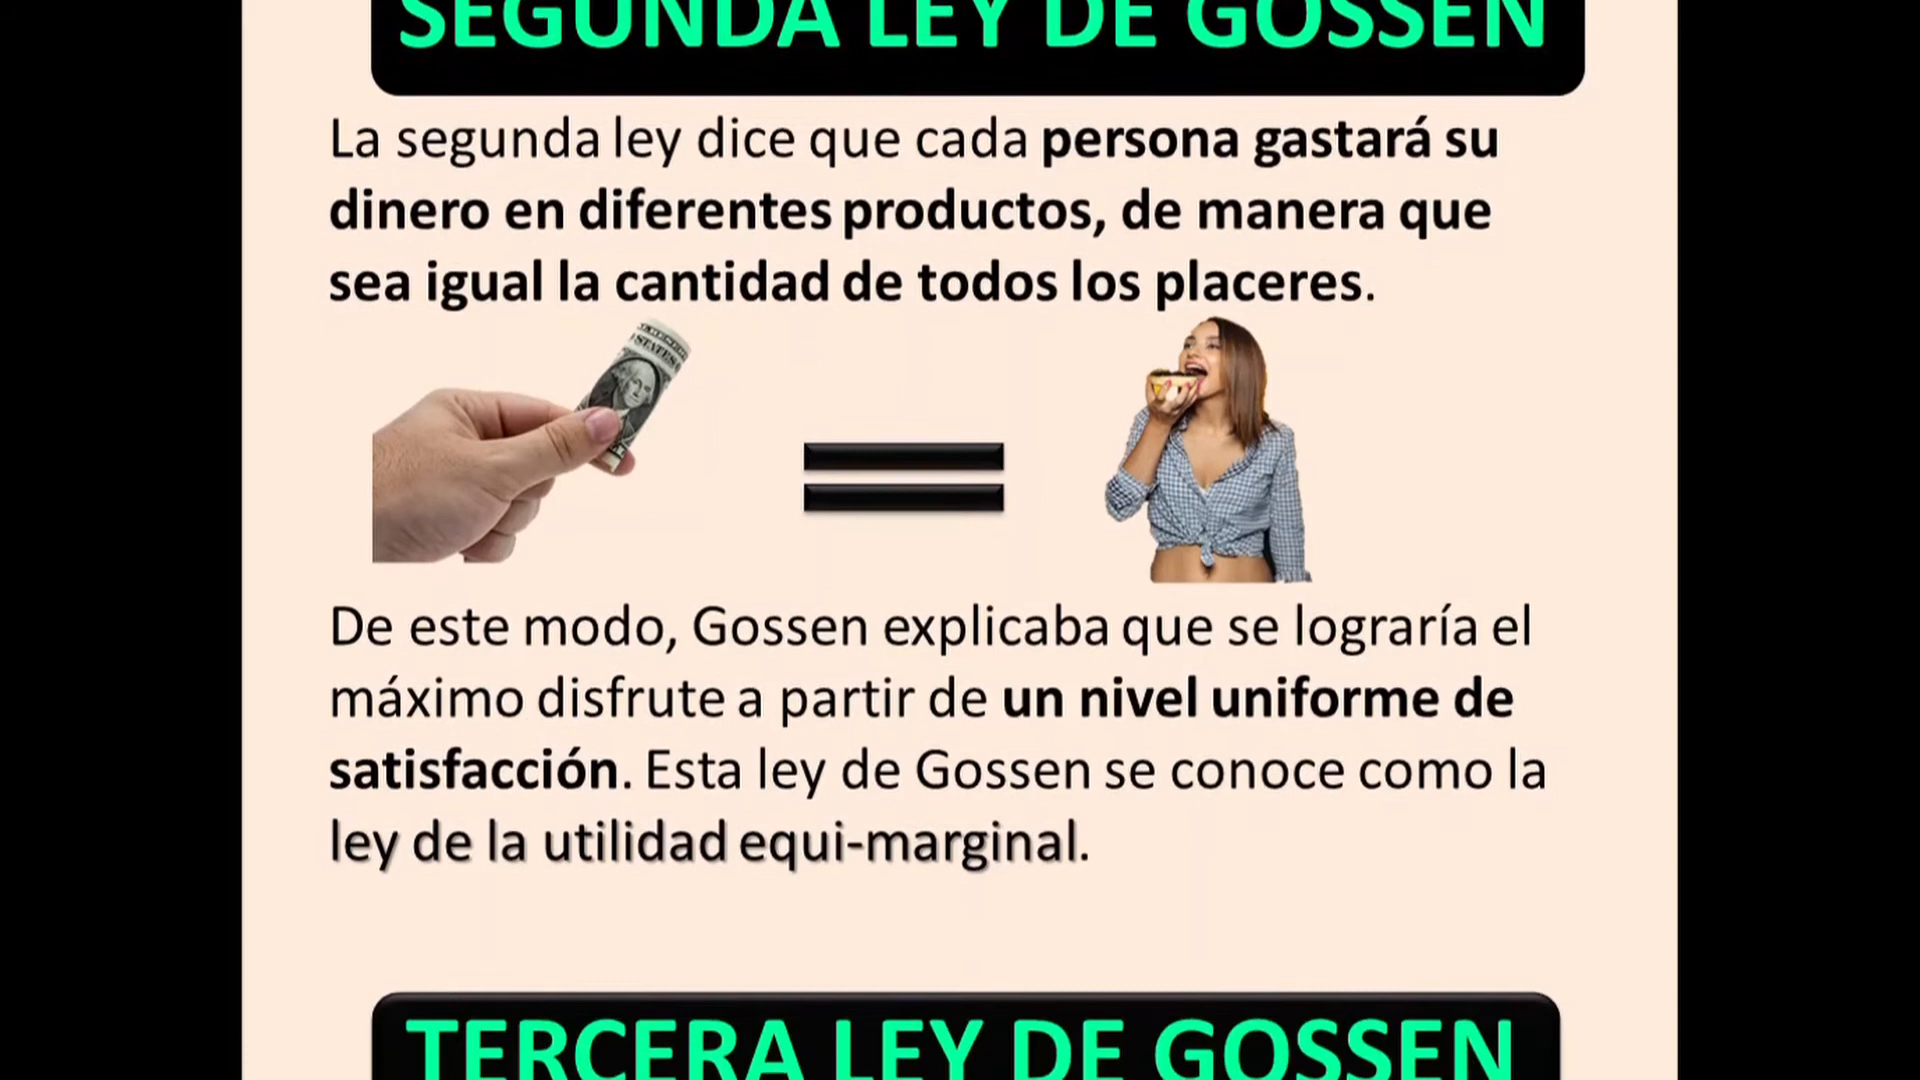 SEGUNDA LEY DE GOSSEN
La segunda ley dice que cada persona gastará su
dinero en diferentes productos, de manera que
sea igual la cantidad de todos los placeres.
STATES
De este modo, Gossen explicaba que se lograría el
máximo disfrute a partir de un nivel uniforme de
satisfacción. Esta ley de Gossen se conoce como la
ley de la utilidad equi-marginal.
TERCERA LEY DE GOSSEN